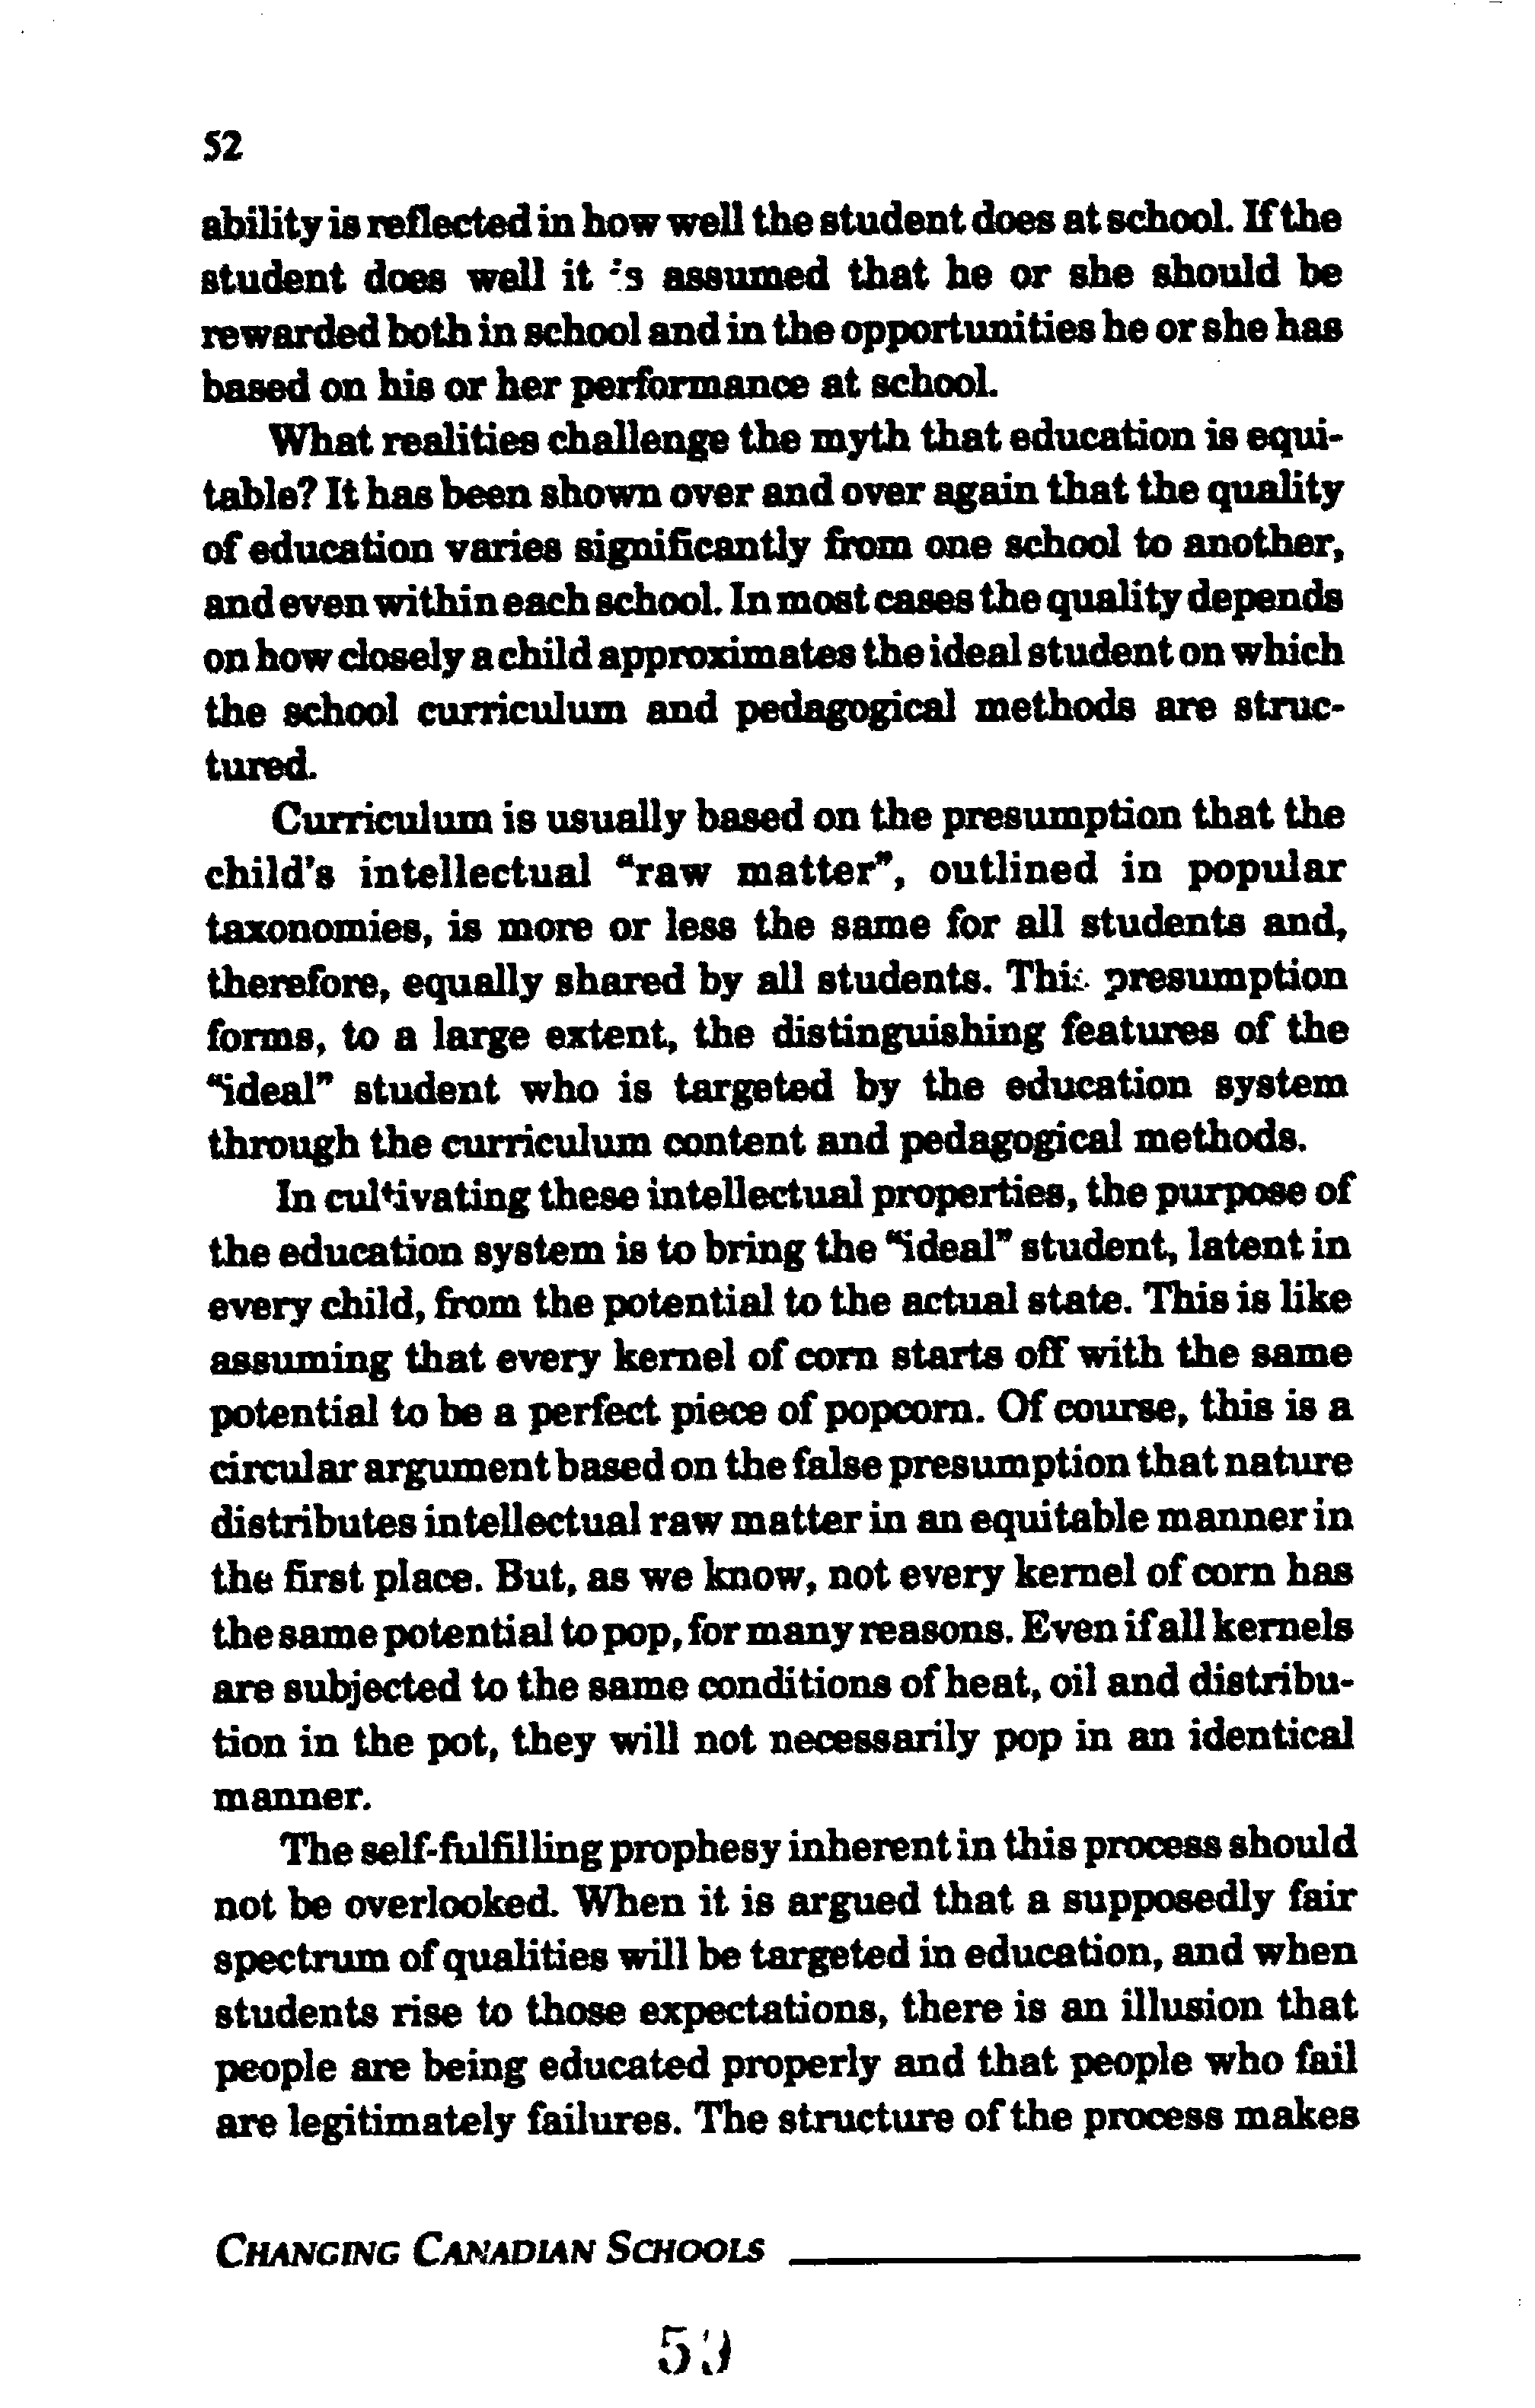 52
ability is reflected in how well the student does at school. If the
student does well it is assumed that he or she should be
rewarded both in school and in the opportunities he or she has
based on his or her performance at school.
What realities challenge the myth that education is equi-
table? It has been shown over and over again that the quality
of education varies significantly from one school to another,
and even within each school. In most cases the quality depends
on how closely a child approximates the ideal student on which
the school curriculum and pedagogical methods are struc-
tured.
Curriculum is usually based on the presumption that the
child's intellectual "raw matter", outlined in popular
taxonomies, is more or less the same for all students and,
therefore, equally shared by all students. This presumption
forms, to a large extent, the distinguishing features of the
"ideal" student who is targeted by the education system
through the curriculum content and pedagogical methods.
In cultivating these intellectual properties, the purpose of
the education system is to bring the "ideal" student, latent in
every child, from the potential to the actual state. This is like
assuming that every kernel of corn starts off with the same
potential to be a perfect piece of popcorn. Of course, this is a
circular argument based on the false presumption that nature
distributes intellectual raw matter in an equitable manner in
the first place. But, as we know, not every kernel of corn has
the same potential to pop, for many reasons. Even if all kernels
are subjected to the same conditions of heat, oil and distribu-
tion in the pot, they will not necessarily pop in an identical
manner.
The self-fulfilling prophesy inherent in this process should
not be overlooked. When it is argued that a supposedly fair
spectrum of qualities will be targeted in education, and when
students rise to those expectations, there is an illusion that
people are being educated properly and that people who fail
are legitimately failures. The structure of the process makes
CHANGING CANADIAN SCHOOLS
59